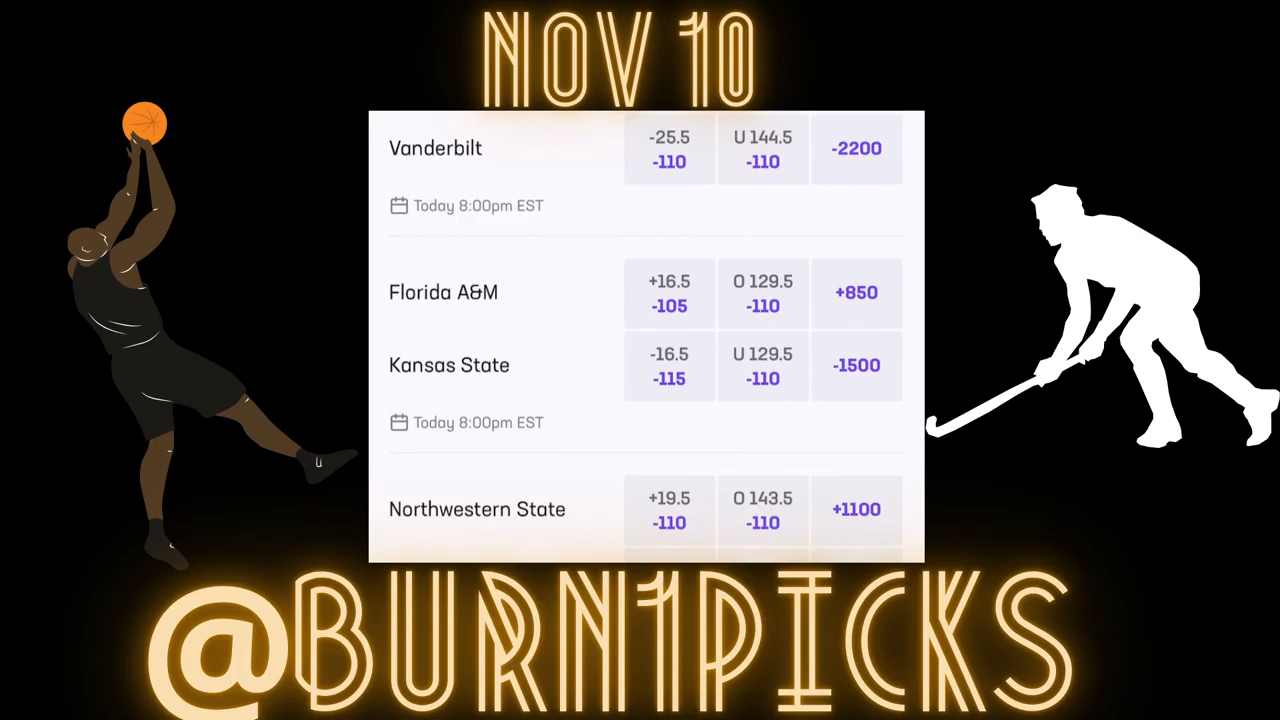 NOV 10
Vanderbilt -25.5 U 144.5 -2200
-110 -110
Today 8:00pm EST
Florida A&M +16.5 O 129.5 +850
-105 -110
Kansas State -16.5 U 129.5 -1500
-115 -110
Today 8:00pm EST
Northwestern State +19.5 O 143.5 +1100
-110 -110
@BURN1PICKS